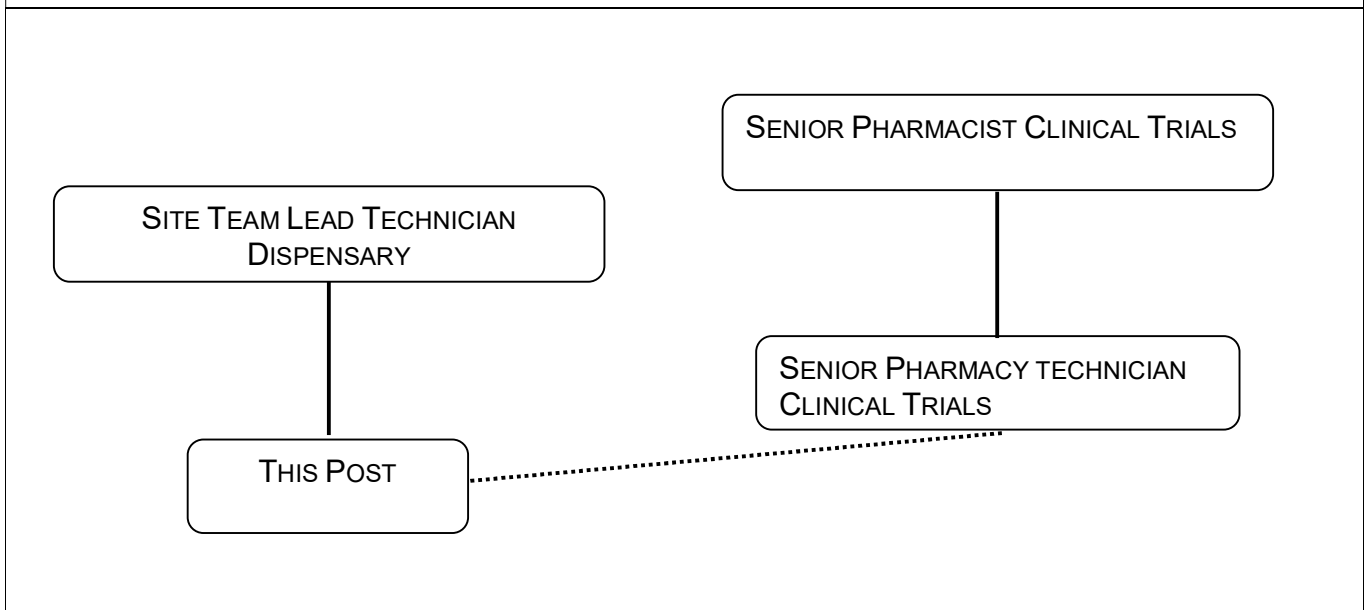 SENIOR PHARMACIST CLINICAL TRIALS
SITE TEAM LEAD TECHNICIAN
DISPENSARY
SENIOR PHARMACY TECHNICIAN
CLINICAL TRIALS
THIS POST